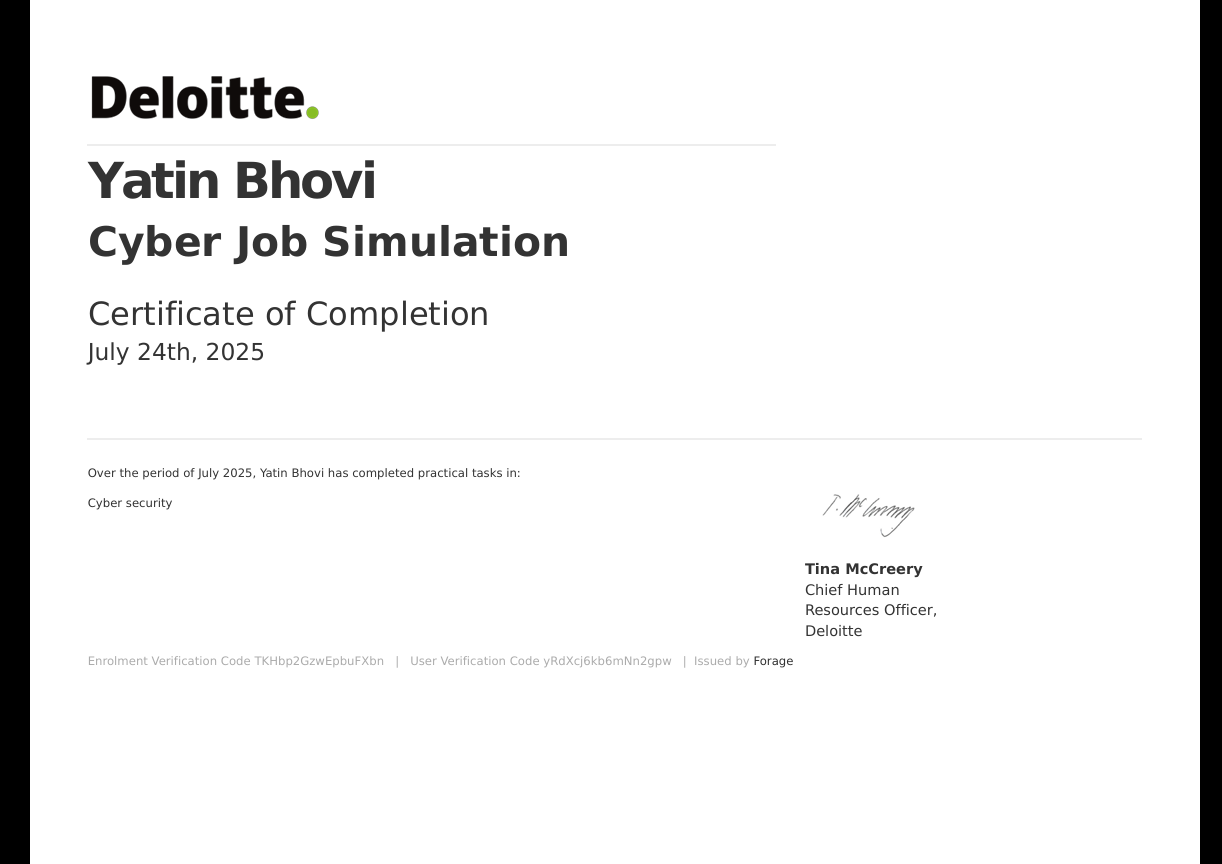 Deloitte.
Yatin Bhovi
Cyber Job Simulation
Certificate of Completion
July 24th, 2025
Over the period of July 2025, Yatin Bhovi has completed practical tasks in:
Cyber security
T. McCreery
Tina McCreery
Chief Human
Resources Officer,
Deloitte
Enrolment Verification Code TKHbp2GzwEpbuFXbn | User Verification Code yRdXcj6kb6mNn2gpw | Issued by Forage